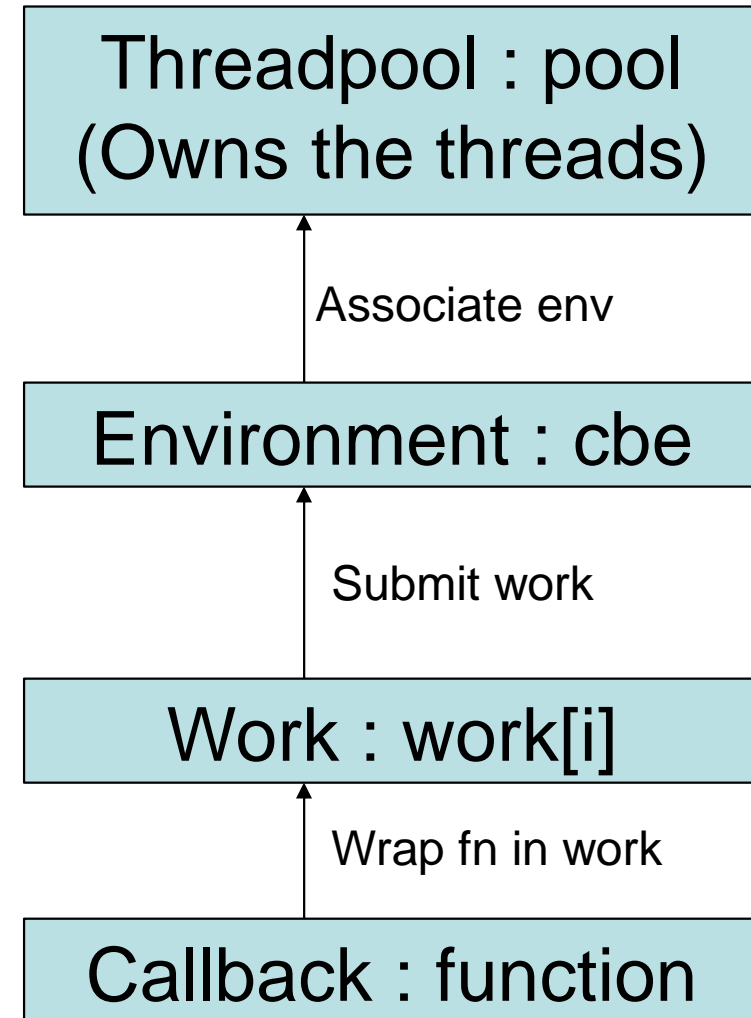 Threadpool : pool
(Owns the threads)
Associate env
Environment : cbe
Submit work
Work : work[i]
Wrap fn in work
Callback : function